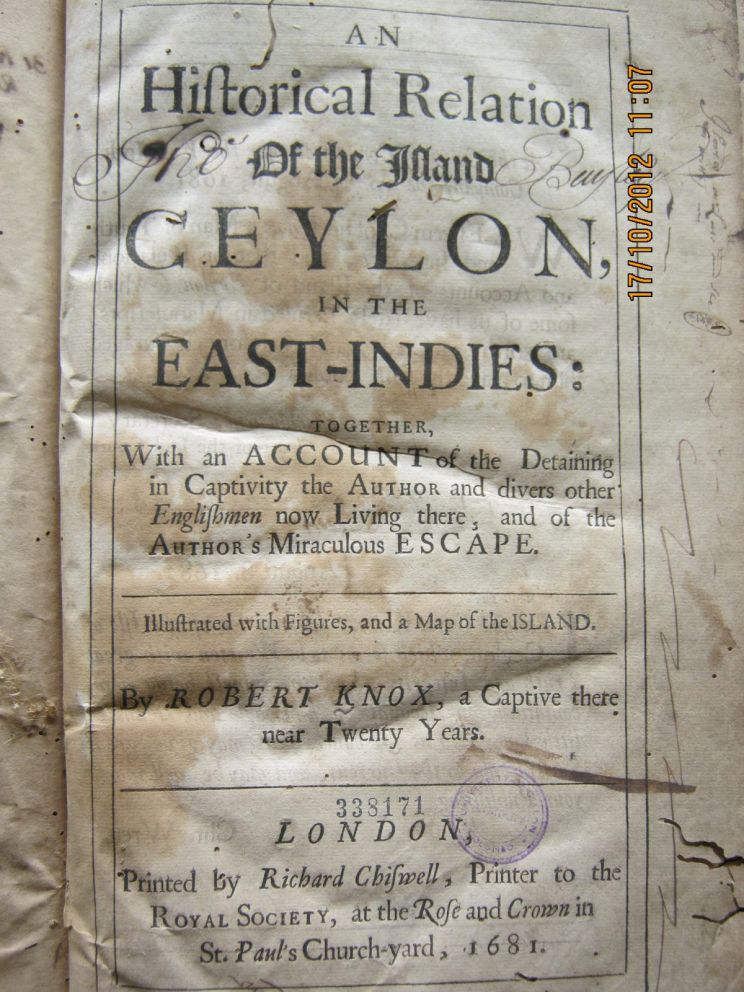 AN
Hiſtorical Relation
Of the Iſland
CEYLON,
IN THE
EAST-INDIES:
TOGETHER,
With an ACCOUNT of the Detaining
in Captivity the AUTHOR and divers other
Engliſhmen now Living there, and of the
AUTHOR'S Miraculous ESCAPE.
Illuſtrated with Figures, and a Map of the ISLAND.
By ROBERT KNOX, a Captive there
near Twenty Years.
338171
LONDON,
Printed by Richard Chiſwell, Printer to the
ROYAL SOCIETY, at the Roſe and Crown in
St. Paul's Church-yard, 1681.
17/10/2012 11:07